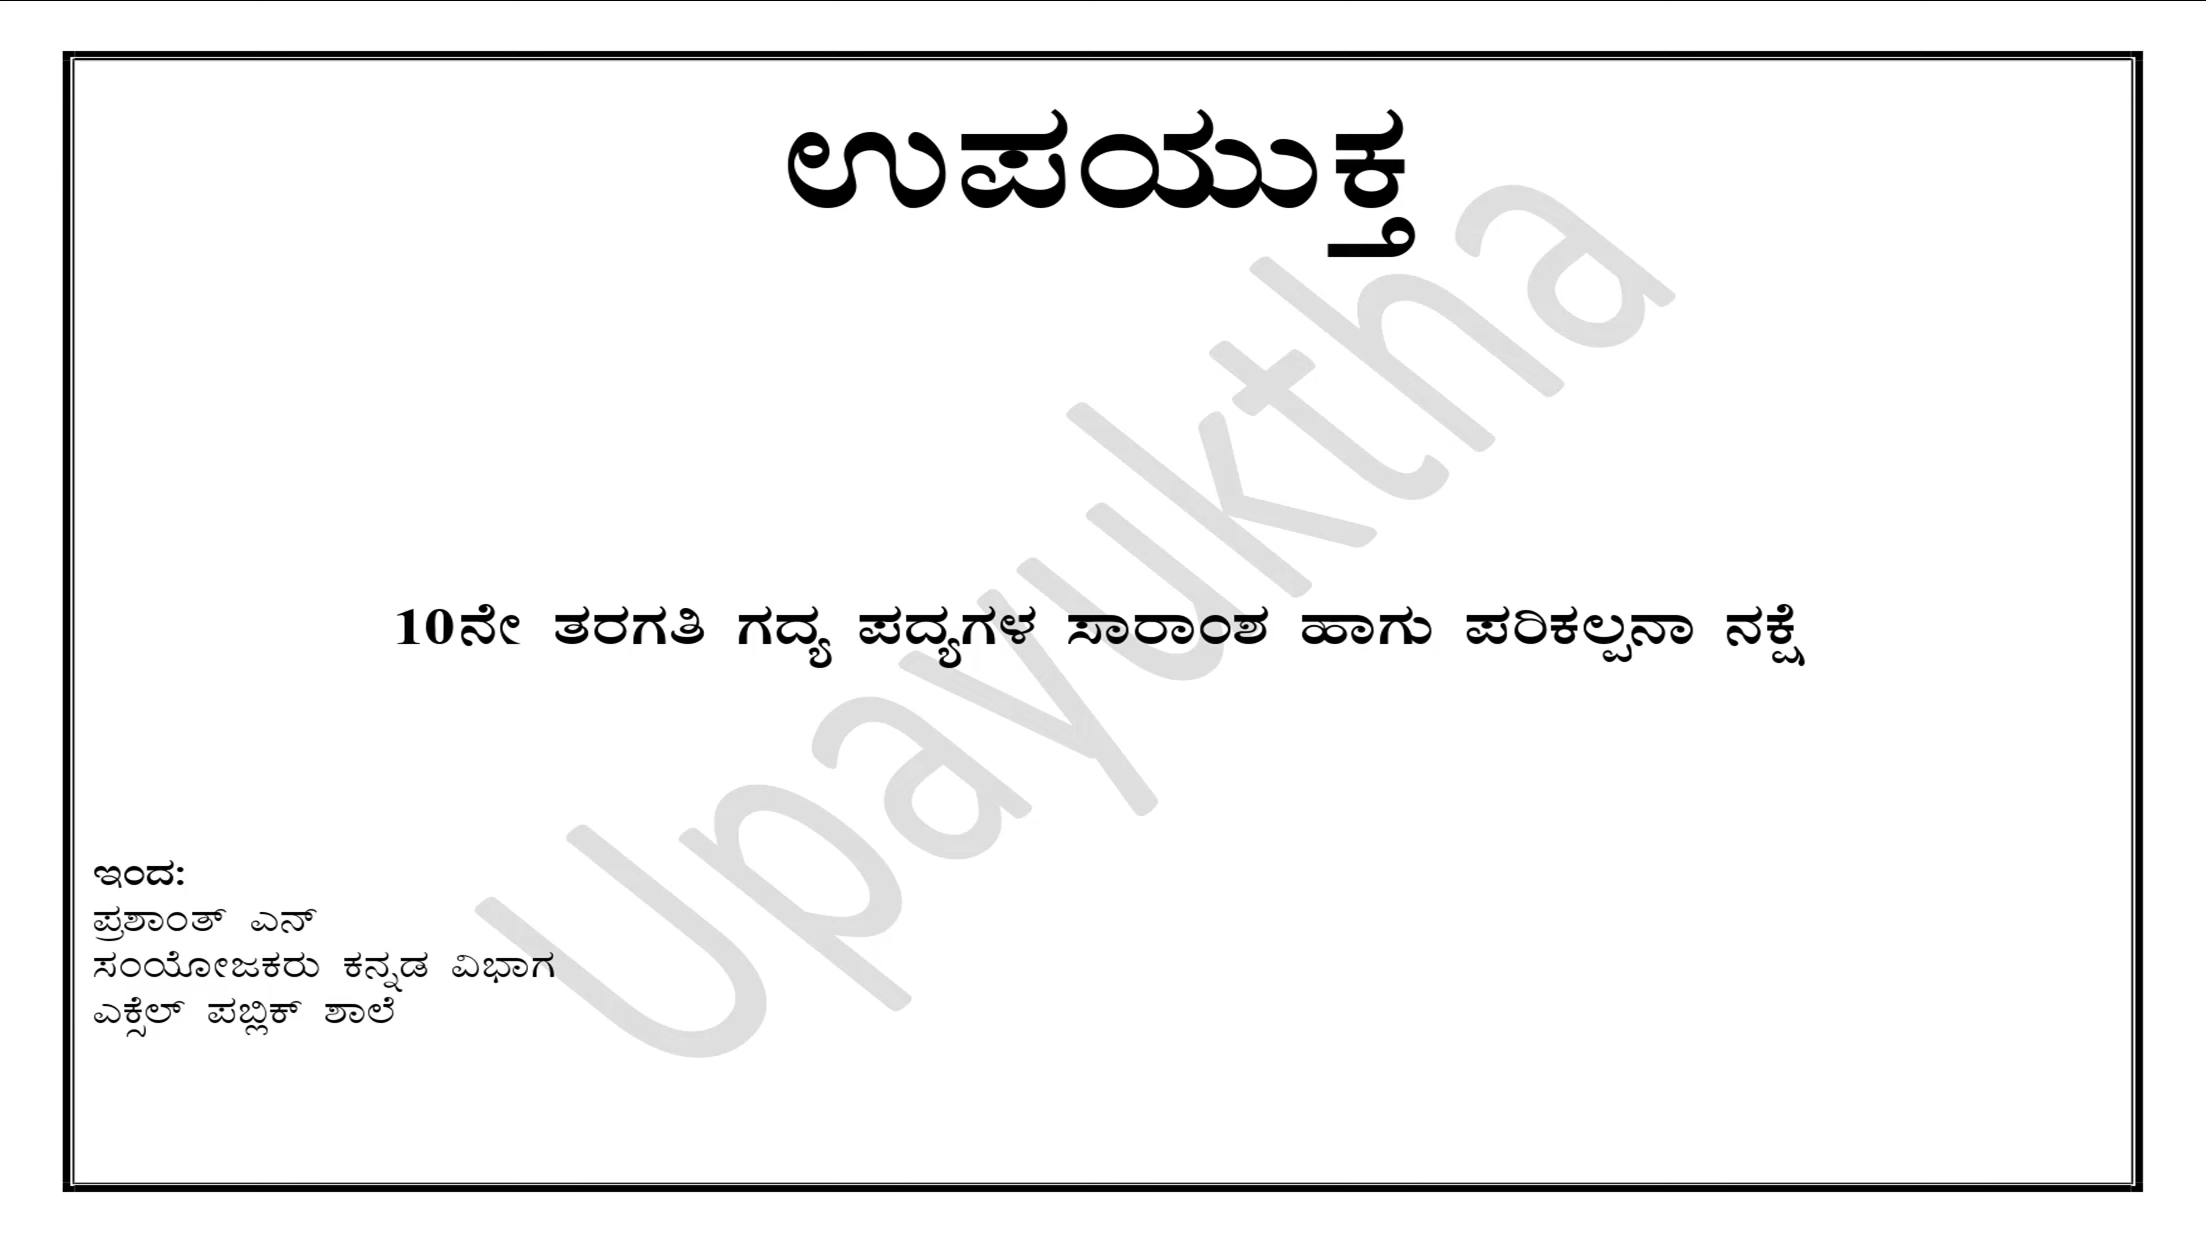 ಉಪಯುಕ್ತ
10ನೇ ತರಗತಿ ಗದ್ಯ ಪದ್ಯಗಳ ಸಾರಾಂಶ ಹಾಗು ಪರಿಕಲ್ಪನಾ ನಕ್ಷೆ
Upayuktha
ಇಂದ:
ಪ್ರಶಾಂತ್ ಎನ್
ಸಂಯೋಜಕರು ಕನ್ನಡ ವಿಭಾಗ
ಎಕ್ಸೆಲ್ ಪಬ್ಲಿಕ್ ಶಾಲೆ